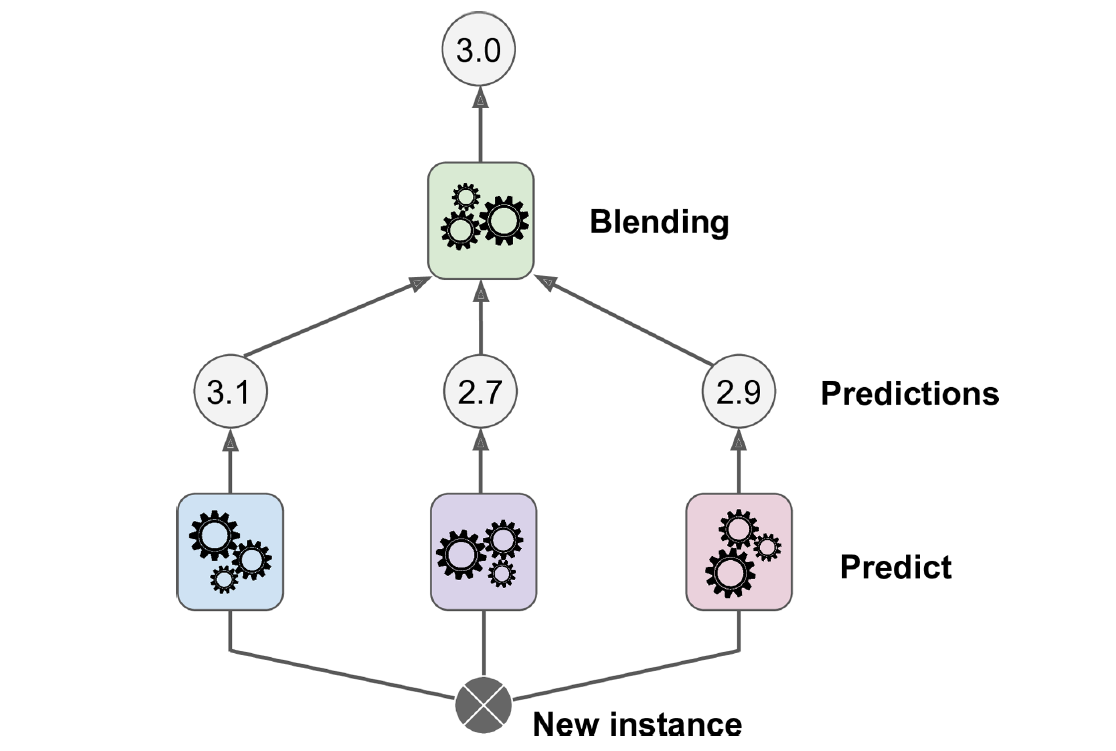 3.0
Blending
3.1
2.7
2.9
Predictions
Predict
New instance